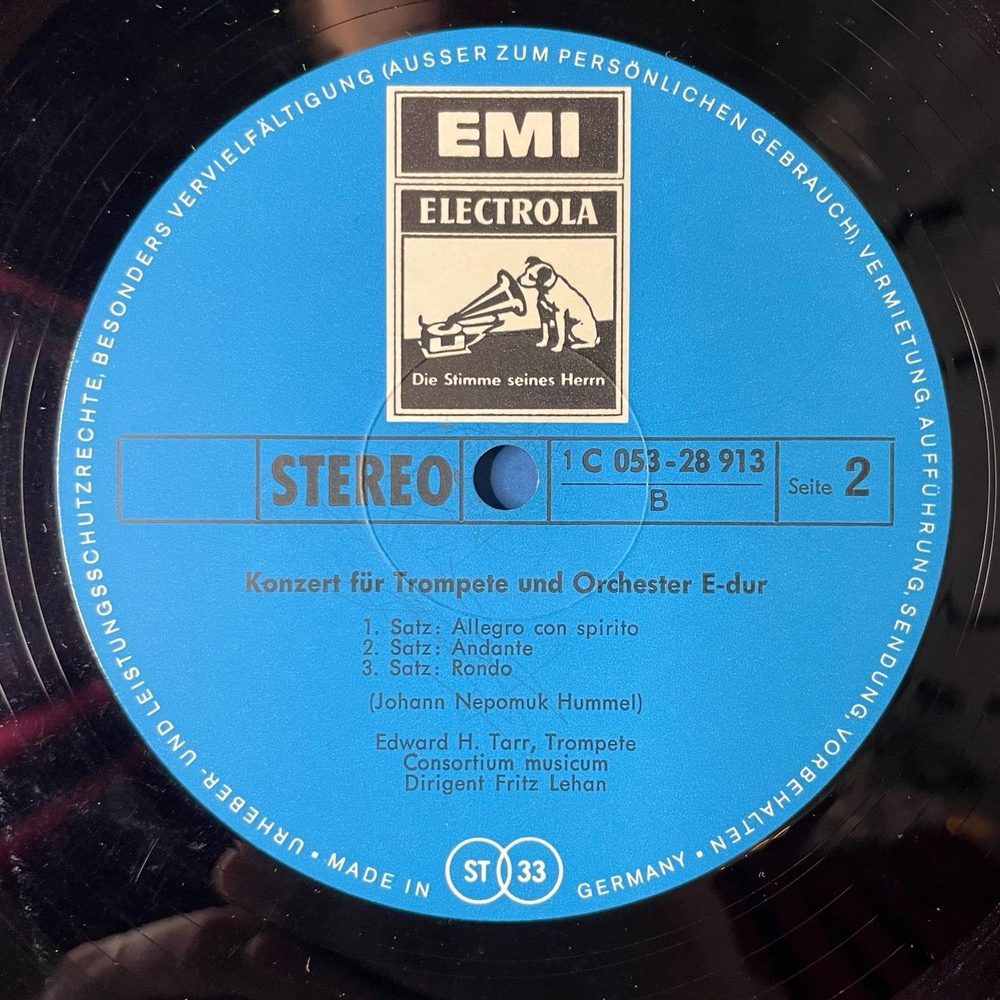 EMI
ELECTROLA
Die Stimme seines Herrn
STEREO
1 C 053-28 913
B
Seite 2
Konzert für Trompete und Orchester E-dur
1. Satz: Allegro con spirito
2. Satz: Andante
3. Satz: Rondo
(Johann Nepomuk Hummel)
Edward H. Tarr, Trompete
Consortium musicum
Dirigent Fritz Lehan
URHEBER- UND LEISTUNGSSCHUTZRECHTE, BESONDERS VERVIELFÄLTIGUNG (AUSSER ZUM PERSÖNLICHEN GEBRAUCH), VERMIETUNG, AUFFÜHRUNG, SENDUNG, VORBEHALTEN
▪ MADE IN ST 33 GERMANY ▪